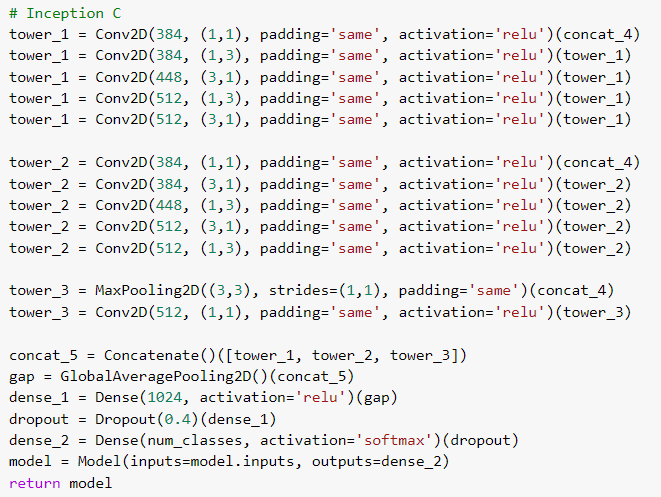 # Inception C
tower_1 = Conv2D(384, (1,1), padding='same', activation='relu')(concat_4)
tower_1 = Conv2D(384, (1,3), padding='same', activation='relu')(tower_1)
tower_1 = Conv2D(448, (3,1), padding='same', activation='relu')(tower_1)
tower_1 = Conv2D(512, (1,3), padding='same', activation='relu')(tower_1)
tower_1 = Conv2D(512, (3,1), padding='same', activation='relu')(tower_1)

tower_2 = Conv2D(384, (1,1), padding='same', activation='relu')(concat_4)
tower_2 = Conv2D(384, (3,1), padding='same', activation='relu')(tower_2)
tower_2 = Conv2D(448, (1,3), padding='same', activation='relu')(tower_2)
tower_2 = Conv2D(512, (3,1), padding='same', activation='relu')(tower_2)
tower_2 = Conv2D(512, (1,3), padding='same', activation='relu')(tower_2)

tower_3 = MaxPooling2D((3,3), strides=(1,1), padding='same')(concat_4)
tower_3 = Conv2D(512, (1,1), padding='same', activation='relu')(tower_3)

concat_5 = Concatenate()([tower_1, tower_2, tower_3])
gap = GlobalAveragePooling2D()(concat_5)
dense_1 = Dense(1024, activation='relu')(gap)
dropout = Dropout(0.4)(dense_1)
dense_2 = Dense(num_classes, activation='softmax')(dropout)
model = Model(inputs=model.inputs, outputs=dense_2)
return model